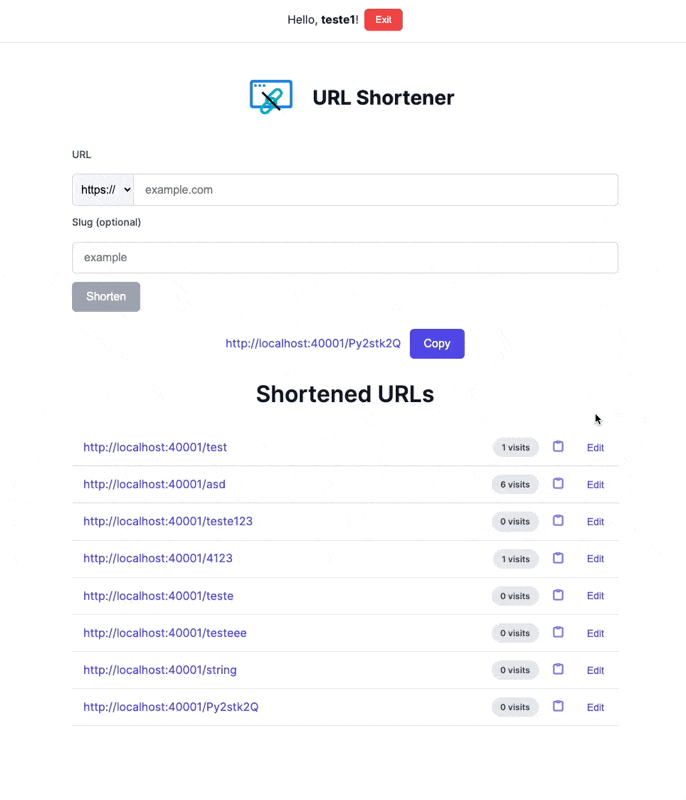 Hello, teste1! Exit
URL Shortener
URL
https:// example.com
Slug (optional)
example
Shorten
http://localhost:40001/Py2stk2Q Copy
Shortened URLs
http://localhost:40001/test 1 visits Edit
http://localhost:40001/asd 6 visits Edit
http://localhost:40001/teste123 0 visits Edit
http://localhost:40001/4123 1 visits Edit
http://localhost:40001/teste 0 visits Edit
http://localhost:40001/testeee 0 visits Edit
http://localhost:40001/string 0 visits Edit
http://localhost:40001/Py2stk2Q 0 visits Edit